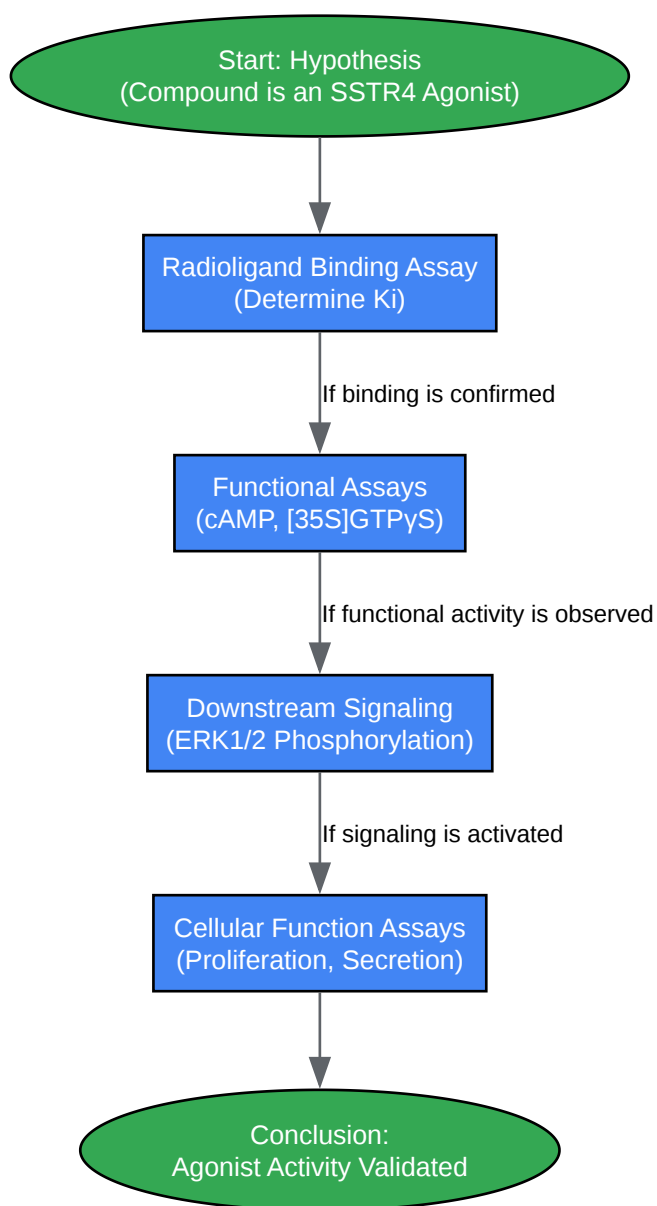 Start: Hypothesis
(Compound is an SSTR4 Agonist)
Radioligand Binding Assay
(Determine Ki)
If binding is confirmed
Functional Assays
(cAMP, [35S]GTPγS)
If functional activity is observed
Downstream Signaling
(ERK1/2 Phosphorylation)
If signaling is activated
Cellular Function Assays
(Proliferation, Secretion)
Conclusion:
Agonist Activity Validated